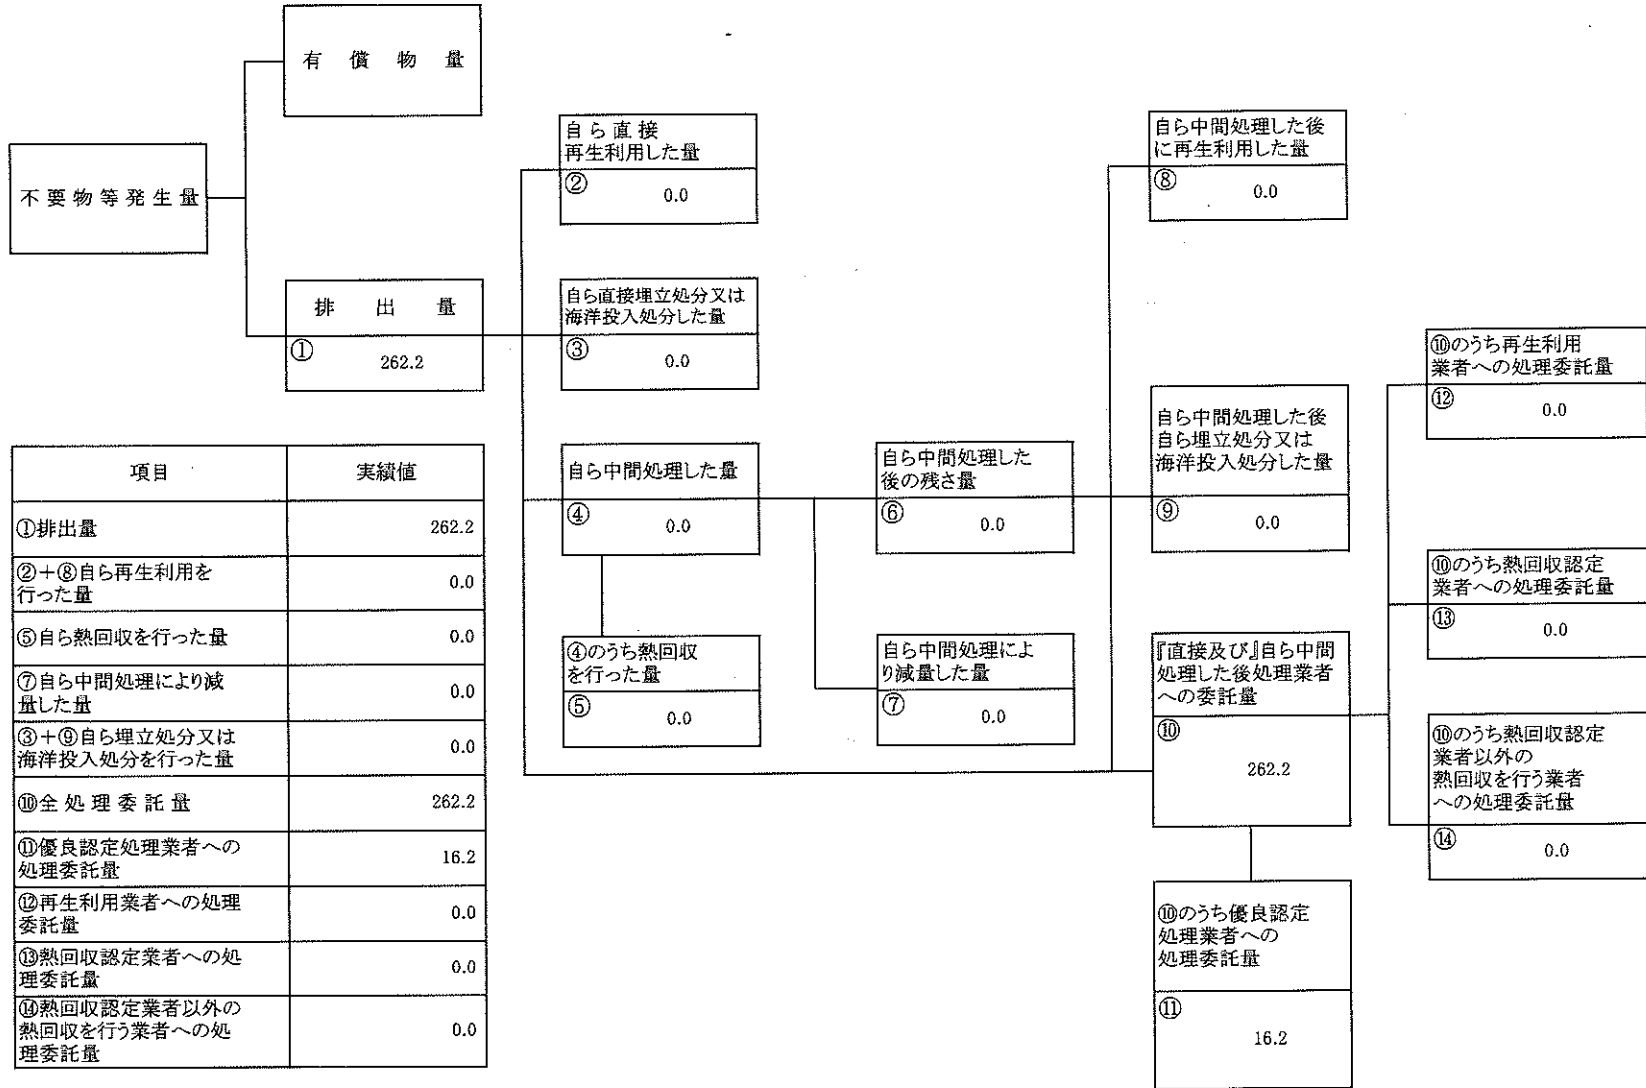 有償物量
不要物等発生量
排出量
①
262.2
自ら直接
再生利用した量
②
0.0
自ら直接埋立処分又は
海洋投入処分した量
③
0.0
自ら中間処理した量
④
0.0
④のうち熱回収
を行った量
⑤
0.0
自ら中間処理した
後の残さ量
⑥
0.0
自ら中間処理によ
り減量した量
⑦
0.0
自ら中間処理した後
に再生利用した量
⑧
0.0
自ら中間処理した後
自ら埋立処分又は
海洋投入処分した量
⑨
0.0
『直接及び』自ら中間
処理した後処理業者
への委託量
⑩
262.2
⑩のうち優良認定
処理業者への
処理委託量
⑪
16.2
⑩のうち再生利用
業者への処理委託量
⑫
0.0
⑩のうち熱回収認定
業者への処理委託量
⑬
0.0
⑩のうち熱回収認定
業者以外の
熱回収を行う業者
への処理委託量
⑭
0.0
項目 実績値
①排出量 262.2
②+⑧自ら再生利用を
行った量 0.0
⑤自ら熱回収を行った量 0.0
⑦自ら中間処理により減
量した量 0.0
③+⑨自ら埋立処分又は
海洋投入処分を行った量 0.0
⑩全処理委託量 262.2
⑪優良認定処理業者への
処理委託量 16.2
⑫再生利用業者への処理
委託量 0.0
⑬熱回収認定業者への処
理委託量 0.0
⑭熱回収認定業者以外の
熱回収を行う業者への処
理委託量 0.0